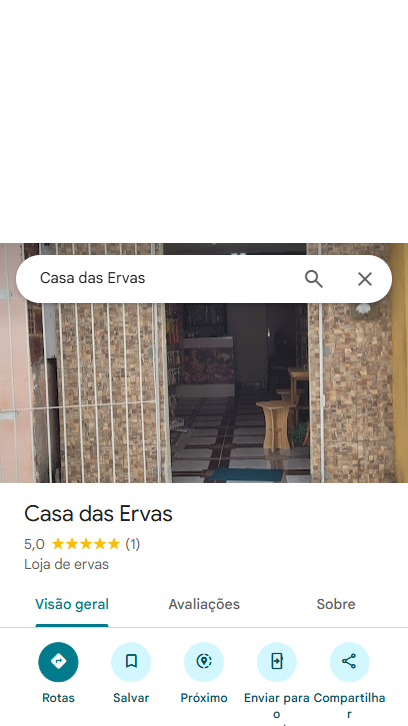 Casa das Ervas
Casa das Ervas
5,0 (1)
Loja de ervas
Visão geral Avaliações Sobre
Rotas Salvar Próximo Enviar para o Compartilhar